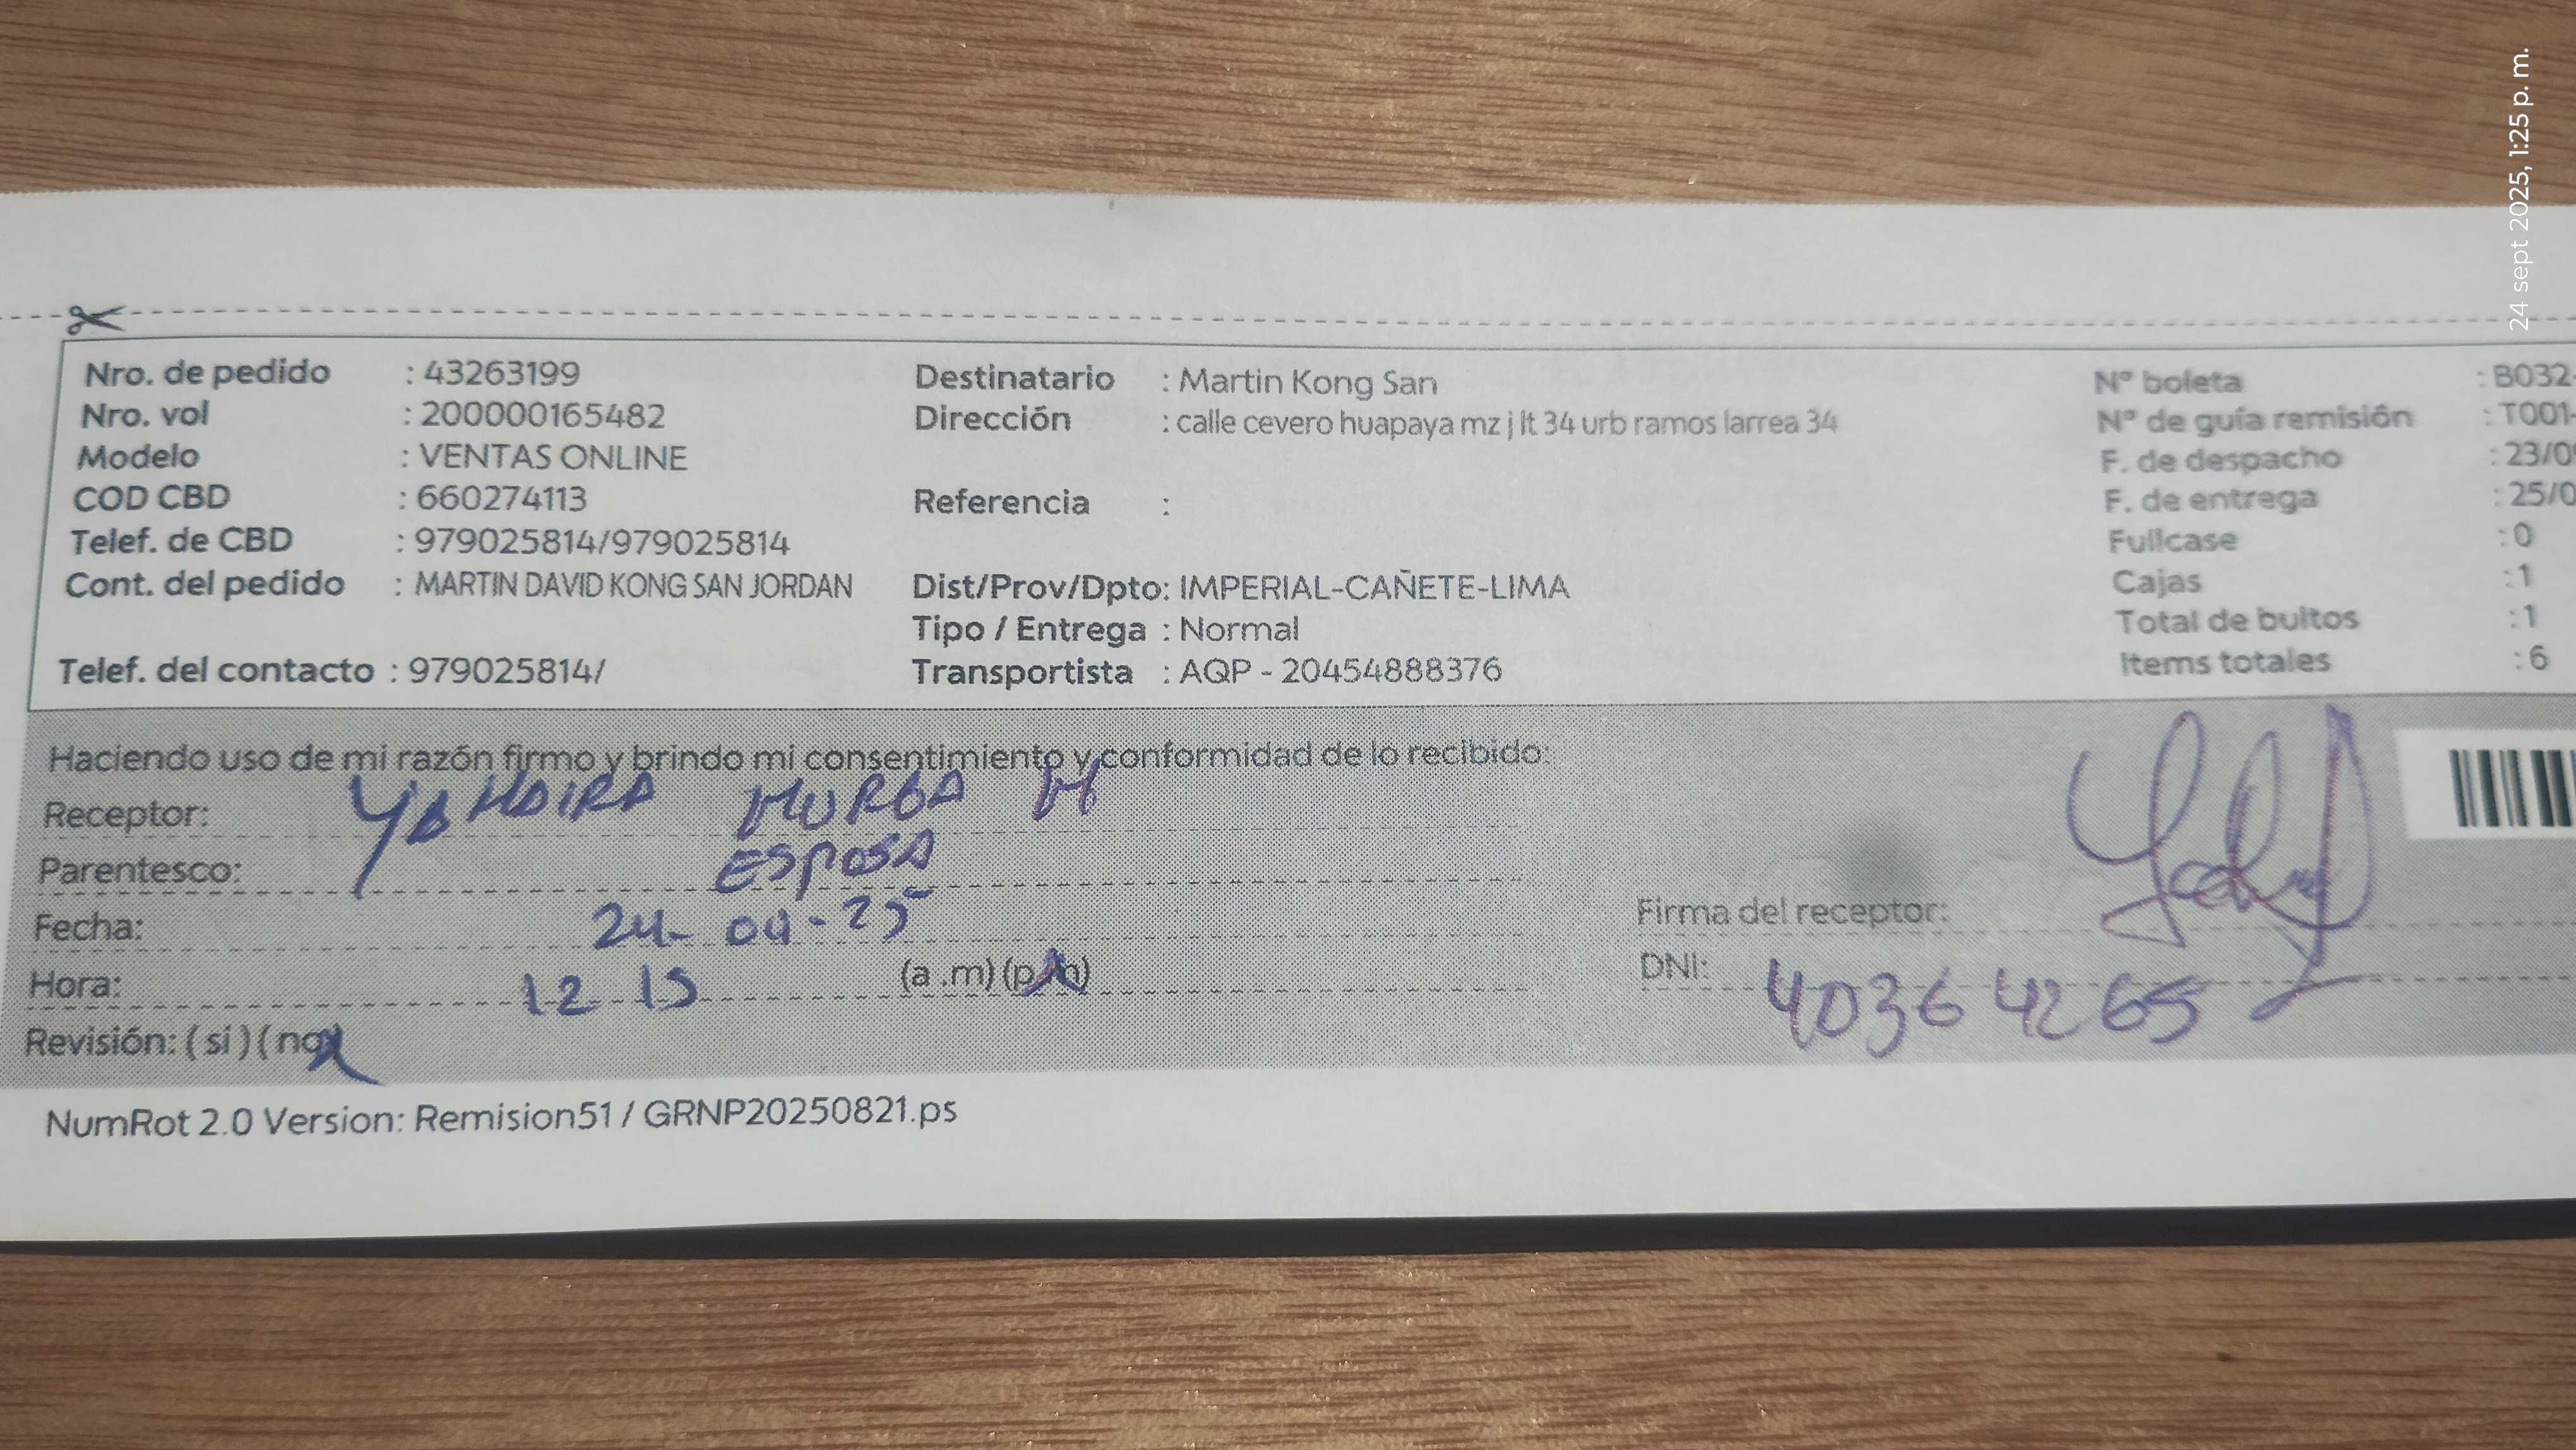 24 sept 2025, 1:25 p. m.
Nro. de pedido : 43263199
Nro. vol : 200000165482
Modelo : VENTAS ONLINE
COD CBD : 660274113
Telef. de CBD : 979025814/979025814
Cont. del pedido : MARTIN DAVID KONG SAN JORDAN
Telef. del contacto : 979025814/
Destinatario : Martin Kong San
Dirección : calle cevero huapaya mz j lt 34 urb ramos larrea 34
Referencia :
Dist/Prov/Dpto: IMPERIAL-CAÑETE-LIMA
Tipo / Entrega : Normal
Transportista : AQP - 20454888376
Nº boleta : B032-
Nº de guía remisión : T001-
F. de despacho : 23/0
F. de entrega : 25/0
Fullcase : 0
Cajas : 1
Total de bultos : 1
Items totales : 6
Haciendo uso de mi razón firmo y brindo mi consentimiento y conformidad de lo recibido:
Receptor: YAHAIRA MURGA M
Parentesco: ESPOSA
Fecha: 24-09-25
Hora: 12 15 (a .m) (p.m)
Revisión: ( si ) ( no )
Firma del receptor:
DNI: 40364265
NumRot 2.0 Version: Remision51 / GRNP20250821.ps